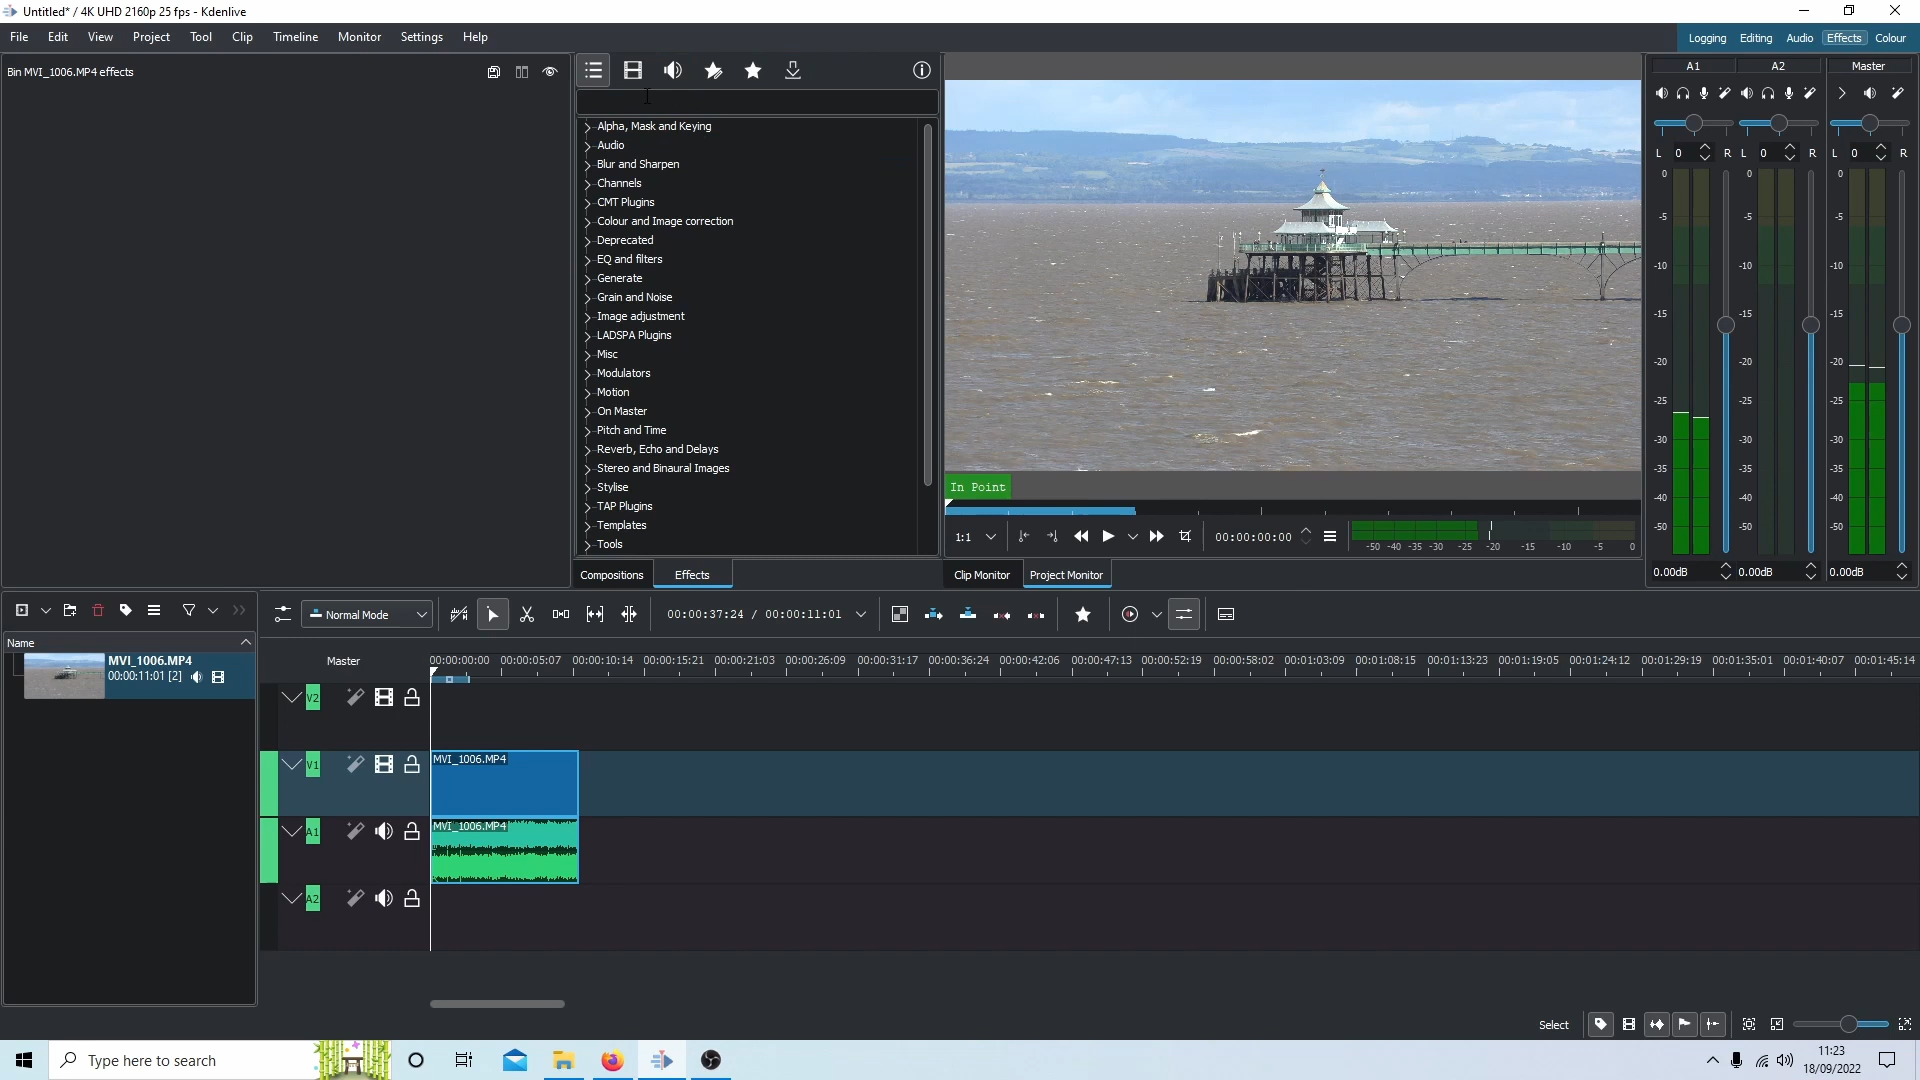 Untitled* / 4K UHD 2160p 25 fps - Kdenlive
File Edit View Project Tool Clip Timeline Monitor Settings Help
Logging Editing Audio Effects Colour
Bin MVI_1006.MP4 effects
Alpha, Mask and Keying
Audio
Blur and Sharpen
Channels
CMT Plugins
Colour and Image correction
Deprecated
EQ and filters
Generate
Grain and Noise
Image adjustment
LADSPA Plugins
Misc
Modulators
Motion
On Master
Pitch and Time
Reverb, Echo and Delays
Stereo and Binaural Images
Stylise
TAP Plugins
Templates
Tools
Compositions Effects
In Point
1:1 00:00:00:00 -50 -40 -35 -30 -25 -20 -15 -10 -5 0
Clip Monitor Project Monitor
A1 A2 Master
L 0 R L 0 R L 0 R
0 0 0
-5 -5 -5
-10 -10 -10
-15 -15 -15
-20 -20 -20
-25 -25 -25
-30 -30 -30
-35 -35 -35
-40 -40 -40
-50 -50 -50
0.00dB 0.00dB 0.00dB
Name
MVI_1006.MP4
00:00:11:01 [2]
Normal Mode 00:00:37:24 / 00:00:11:01
Master 00:00:00:00 00:00:05:07 00:00:10:14 00:00:15:21 00:00:21:03 00:00:26:09 00:00:31:17 00:00:36:24 00:00:42:06 00:00:47:13 00:00:52:19 00:00:58:02 00:01:03:09 00:01:08:15 00:01:13:23 00:01:19:05 00:01:24:12 00:01:29:19 00:01:35:01 00:01:40:07 00:01:45:14
V2
V1 MVI_1006.MP4
A1 MVI_1006.MP4
A2
Select
Type here to search
11:23
18/09/2022